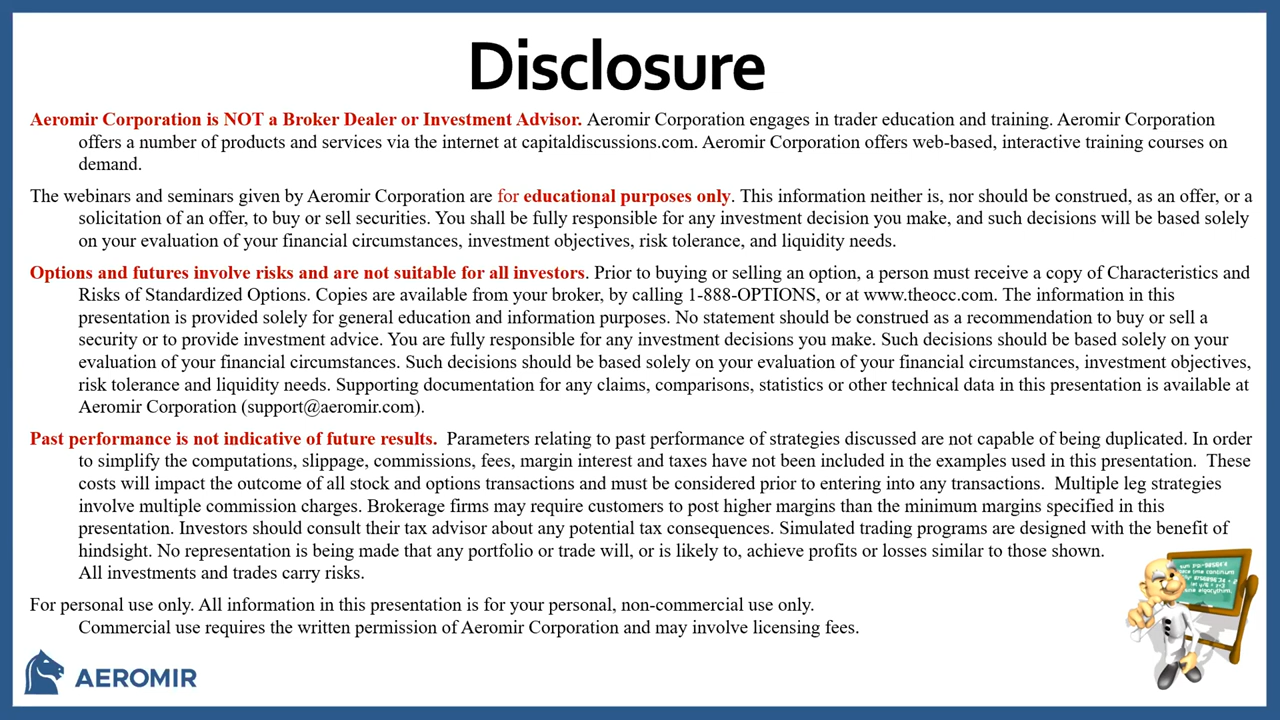 Disclosure
Aeromir Corporation is NOT a Broker Dealer or Investment Advisor. Aeromir Corporation engages in trader education and training. Aeromir Corporation
offers a number of products and services via the internet at capitaldiscussions.com. Aeromir Corporation offers web-based, interactive training courses on
demand.
The webinars and seminars given by Aeromir Corporation are for educational purposes only. This information neither is, nor should be construed, as an offer, or a
solicitation of an offer, to buy or sell securities. You shall be fully responsible for any investment decision you make, and such decisions will be based solely
on your evaluation of your financial circumstances, investment objectives, risk tolerance, and liquidity needs.
Options and futures involve risks and are not suitable for all investors. Prior to buying or selling an option, a person must receive a copy of Characteristics and
Risks of Standardized Options. Copies are available from your broker, by calling 1-888-OPTIONS, or at www.theocc.com. The information in this
presentation is provided solely for general education and information purposes. No statement should be construed as a recommendation to buy or sell a
security or to provide investment advice. You are fully responsible for any investment decisions you make. Such decisions should be based solely on your
evaluation of your financial circumstances. Such decisions should be based solely on your evaluation of your financial circumstances, investment objectives,
risk tolerance and liquidity needs. Supporting documentation for any claims, comparisons, statistics or other technical data in this presentation is available at
Aeromir Corporation (support@aeromir.com).
Past performance is not indicative of future results. Parameters relating to past performance of strategies discussed are not capable of being duplicated. In order
to simplify the computations, slippage, commissions, fees, margin interest and taxes have not been included in the examples used in this presentation. These
costs will impact the outcome of all stock and options transactions and must be considered prior to entering into any transactions. Multiple leg strategies
involve multiple commission charges. Brokerage firms may require customers to post higher margins than the minimum margins specified in this
presentation. Investors should consult their tax advisor about any potential tax consequences. Simulated trading programs are designed with the benefit of
hindsight. No representation is being made that any portfolio or trade will, or is likely to, achieve profits or losses similar to those shown.
All investments and trades carry risks.
For personal use only. All information in this presentation is for your personal, non-commercial use only.
Commercial use requires the written permission of Aeromir Corporation and may involve licensing fees.
AEROMIR